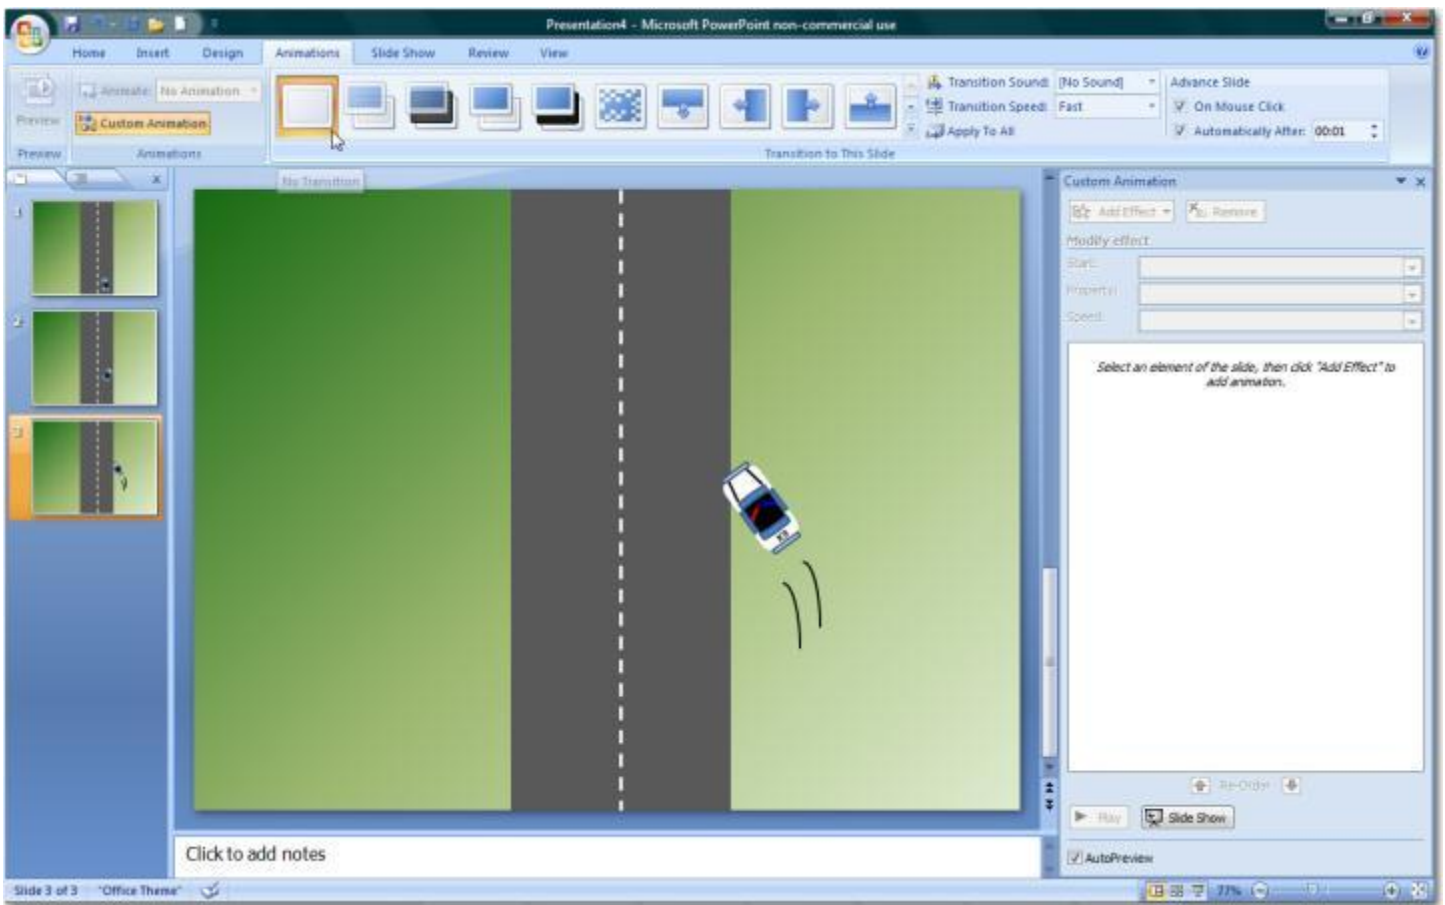 Presentation4 - Microsoft PowerPoint non-commercial use
Home Insert Design Animations Slide Show Review View
Preview
Animate: No Animation
Custom Animation
Transition Sound: [No Sound]
Transition Speed: Fast
Apply To All
Advance Slide
On Mouse Click
Automatically After: 00:01
Preview Animations Transition to This Slide
No Transition
1
2
3
Custom Animation
Add Effect Remove
Modify effect
Start:
Property:
Speed:
Select an element of the slide, then click "Add Effect" to
add animation.
Re-Order
Play Slide Show
AutoPreview
Click to add notes
Slide 3 of 3 "Office Theme" 77%